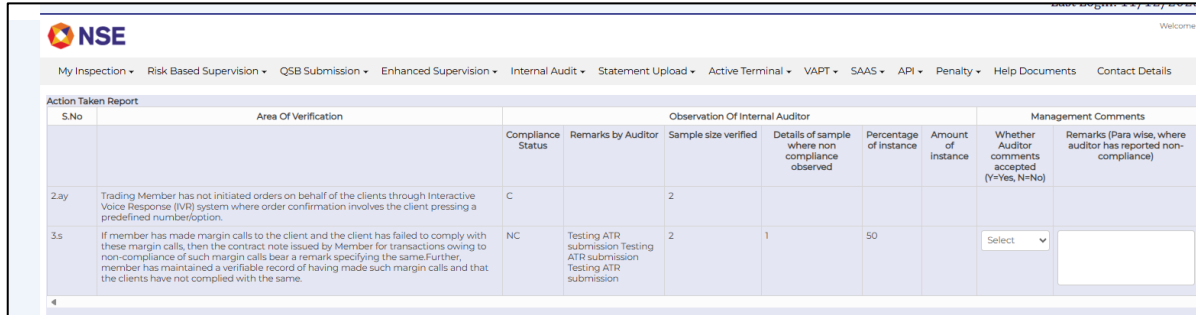 Welcome
NSE
My Inspection Risk Based Supervision QSB Submission Enhanced Supervision Internal Audit Statement Upload Active Terminal VAPT SAAS API Penalty Help Documents Contact Details
Action Taken Report
S.No Area Of Verification Observation Of Internal Auditor Management Comments
Compliance Status Remarks by Auditor Sample size verified Details of sample where non compliance observed Percentage of instance Amount of instance Whether Auditor comments accepted (Y=Yes, N=No) Remarks (Para wise, where auditor has reported non-compliance)
2.ay Trading Member has not initiated orders on behalf of the clients through Interactive C 2
Voice Response (IVR) system where order confirmation involves the client pressing a
predefined number/option.
3.s If member has made margin calls to the client and the client has failed to comply with NC Testing ATR 2 1 50 Select
these margin calls, then the contract note issued by Member for transactions owing to submission Testing
non-compliance of such margin calls bear a remark specifying the same.Further, ATR submission
member has maintained a verifiable record of having made such margin calls and that Testing ATR
the clients have not complied with the same. submission